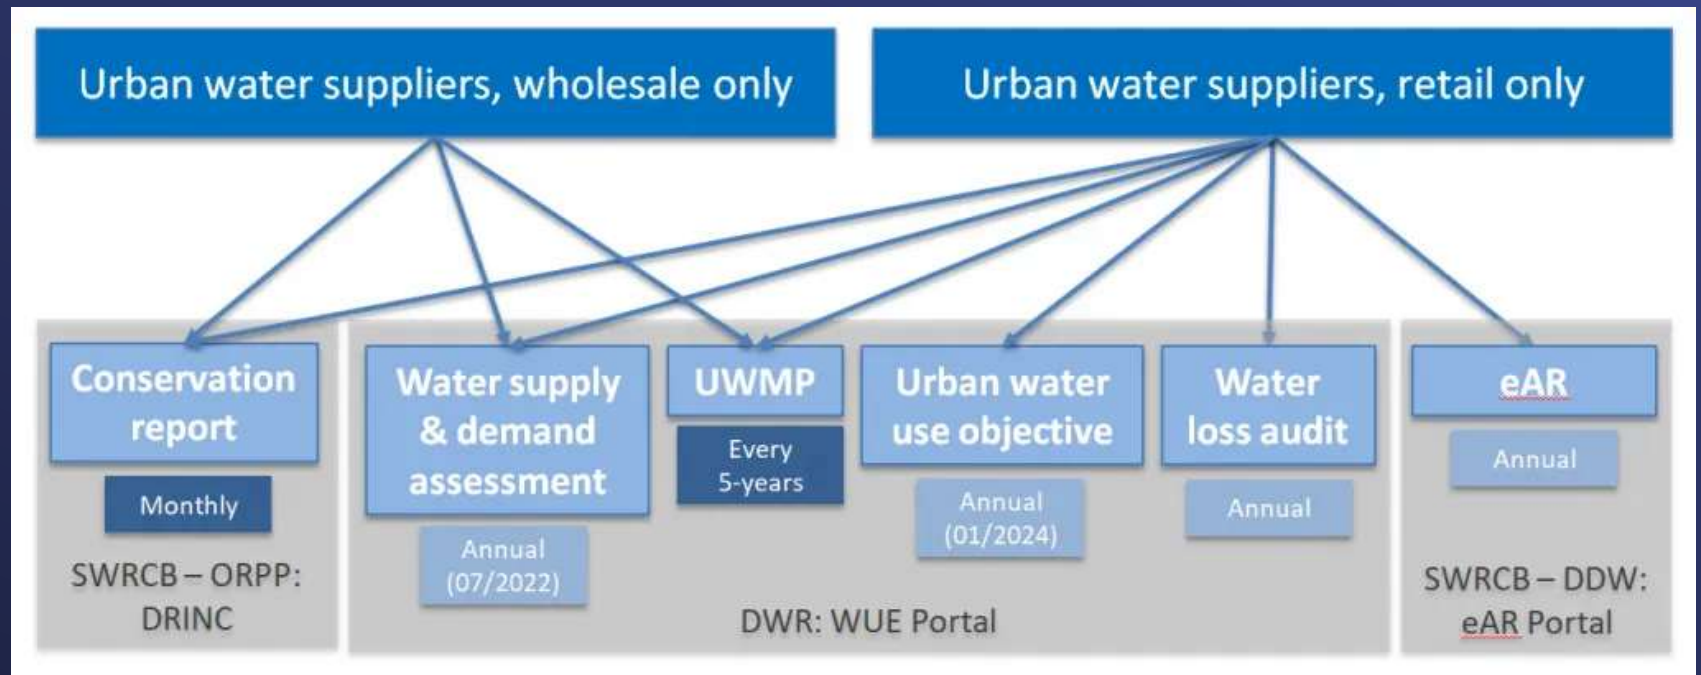 Urban water suppliers, wholesale only
Urban water suppliers, retail only
Conservation
report
Monthly
SWRCB – ORPP:
DRINC
Water supply
& demand
assessment
Annual
(07/2022)
UWMP
Every
5-years
Urban water
use objective
Annual
(01/2024)
Water
loss audit
Annual
DWR: WUE Portal
eAR
Annual
SWRCB – DDW:
eAR Portal